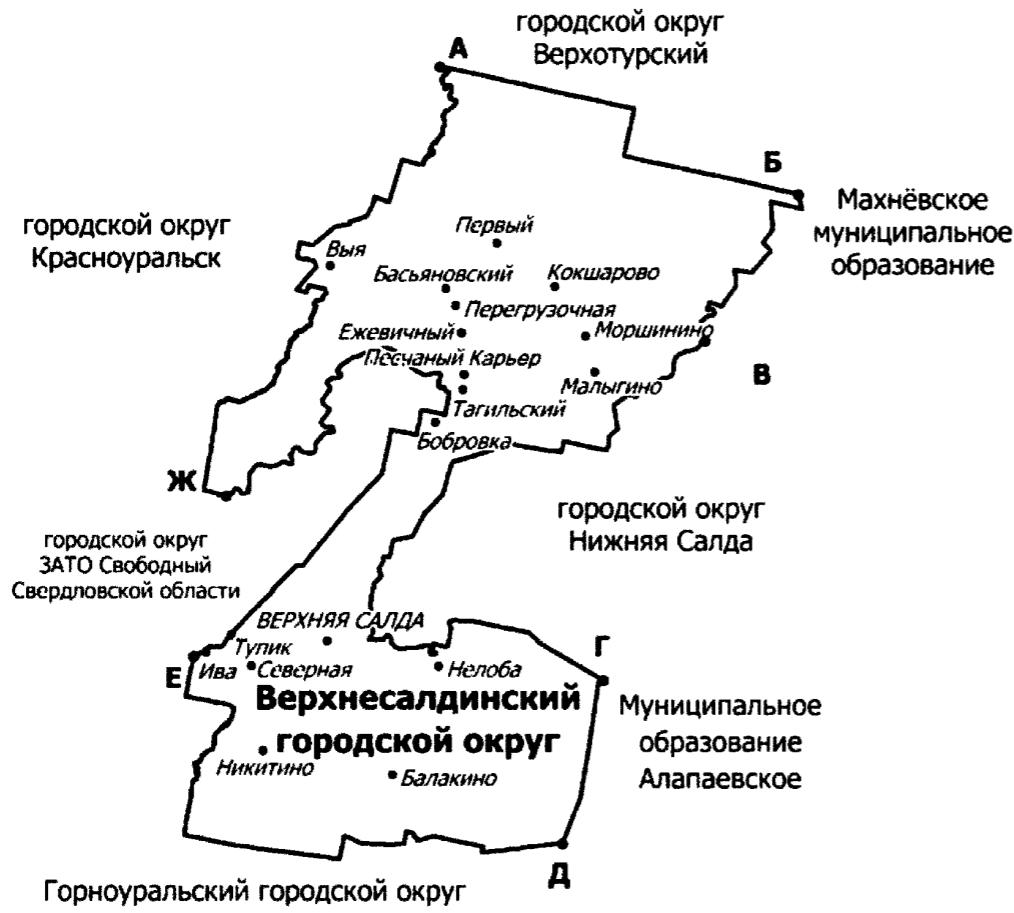 городской округ
Верхотурский
А
Б
Махнёвское
муниципальное
образование
городской округ
Красноуральск
Первый
Выя
Басьяновский
Кокшарово
Перегрузочная
Ежевичный
Моршинино
Песчаный Карьер
В
Малыгино
Тагильский
Бобровка
Ж
городской округ
Нижняя Салда
городской округ
ЗАТО Свободный
Свердловской области
ВЕРХНЯЯ САЛДА
Тупик
Г
Е
Ива
Северная
Нелоба
Верхнесалдинский
городской округ
Муниципальное
образование
Алапаевское
Никитино
Балакино
Д
Горноуральский городской округ